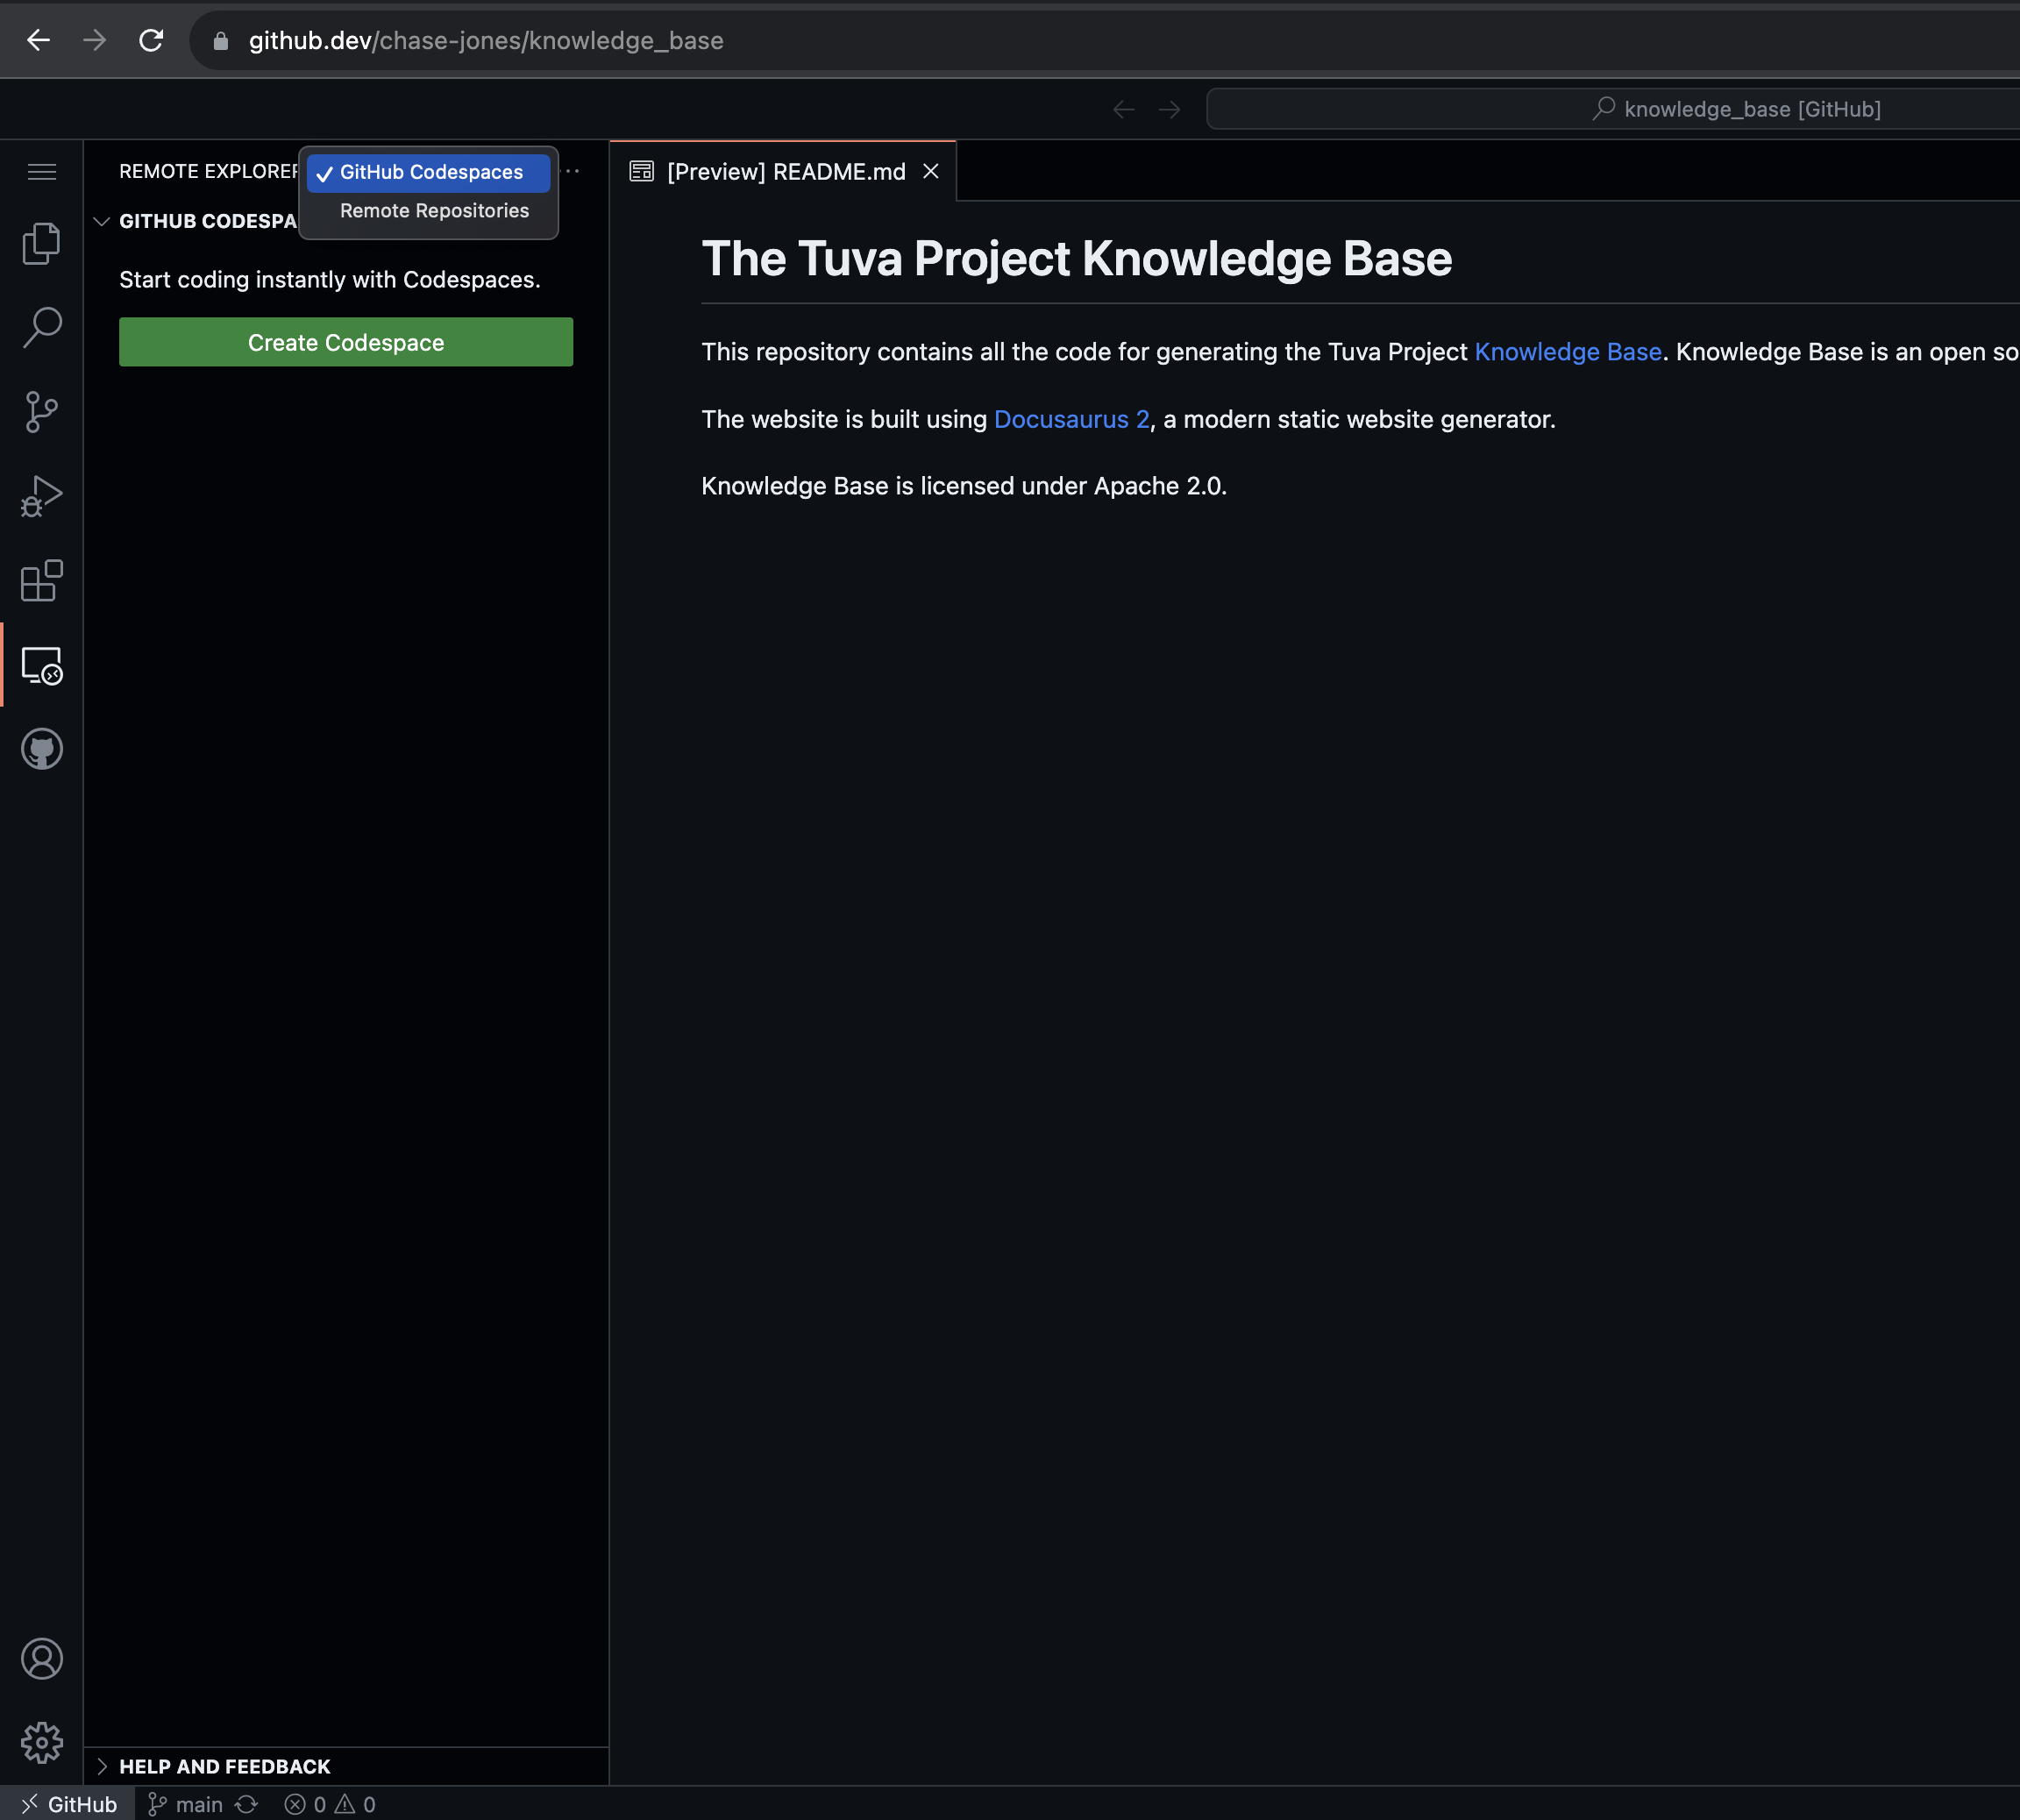 github.dev/chase-jones/knowledge_base
knowledge_base [GitHub]
REMOTE EXPLORER
GitHub Codespaces
Remote Repositories
GITHUB CODESPA
Start coding instantly with Codespaces.
Create Codespace
[Preview] README.md
The Tuva Project Knowledge Base
This repository contains all the code for generating the Tuva Project Knowledge Base. Knowledge Base is an open so
The website is built using Docusaurus 2, a modern static website generator.
Knowledge Base is licensed under Apache 2.0.
HELP AND FEEDBACK
GitHub main 0 0